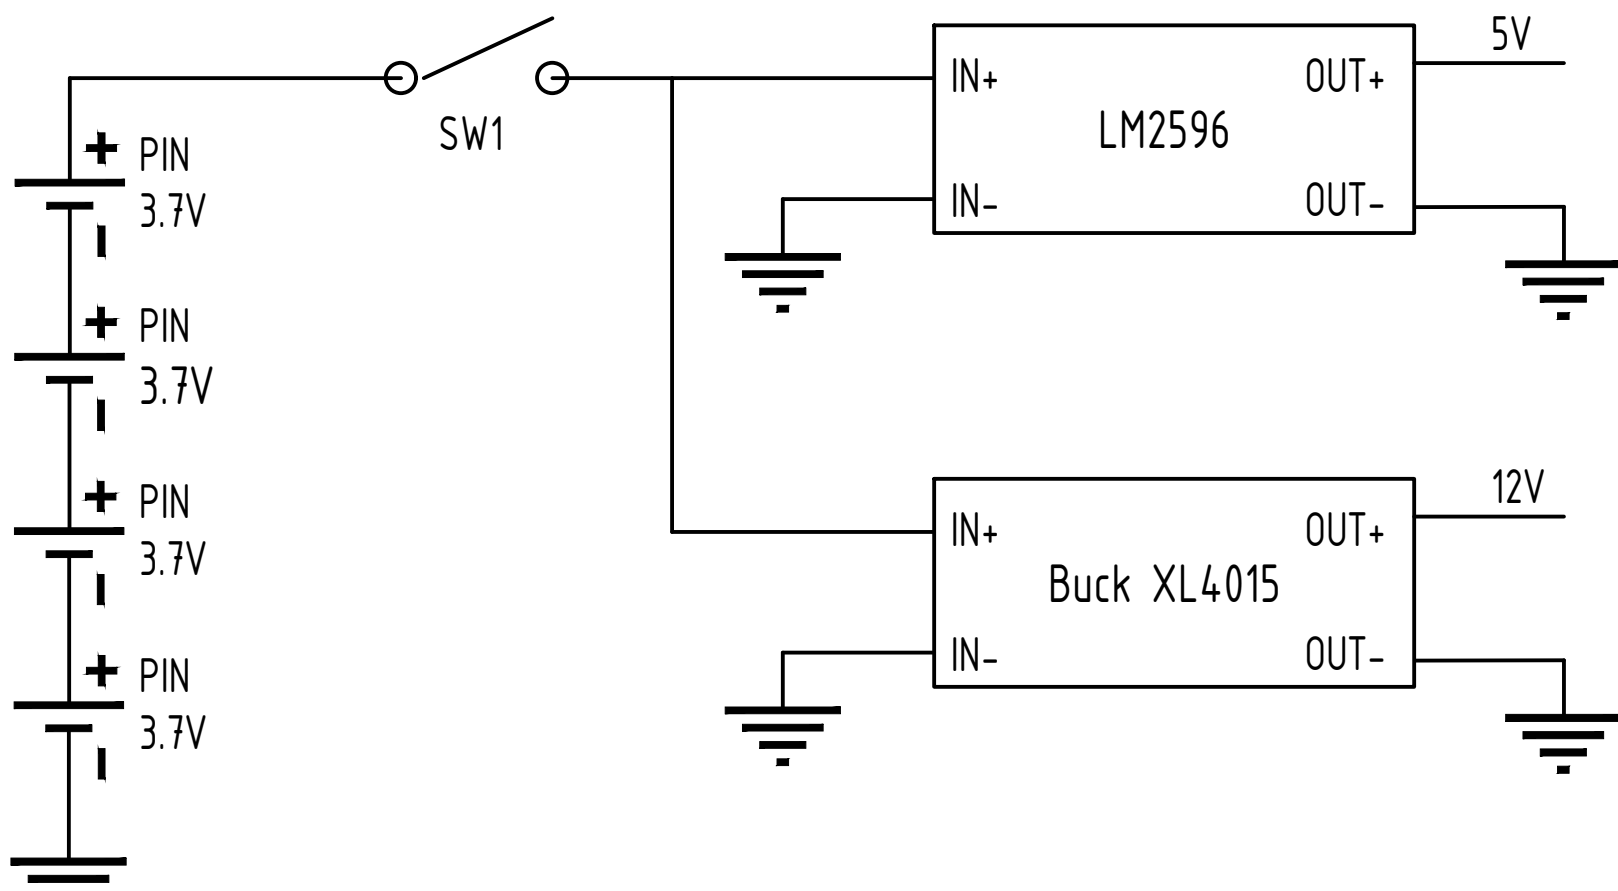 5V
IN+
OUT+
LM2596
SW1
PIN
3.7V
IN-
OUT-
PIN
3.7V
12V
PIN
3.7V
IN+
OUT+
Buck XL4015
IN-
OUT-
PIN
3.7V